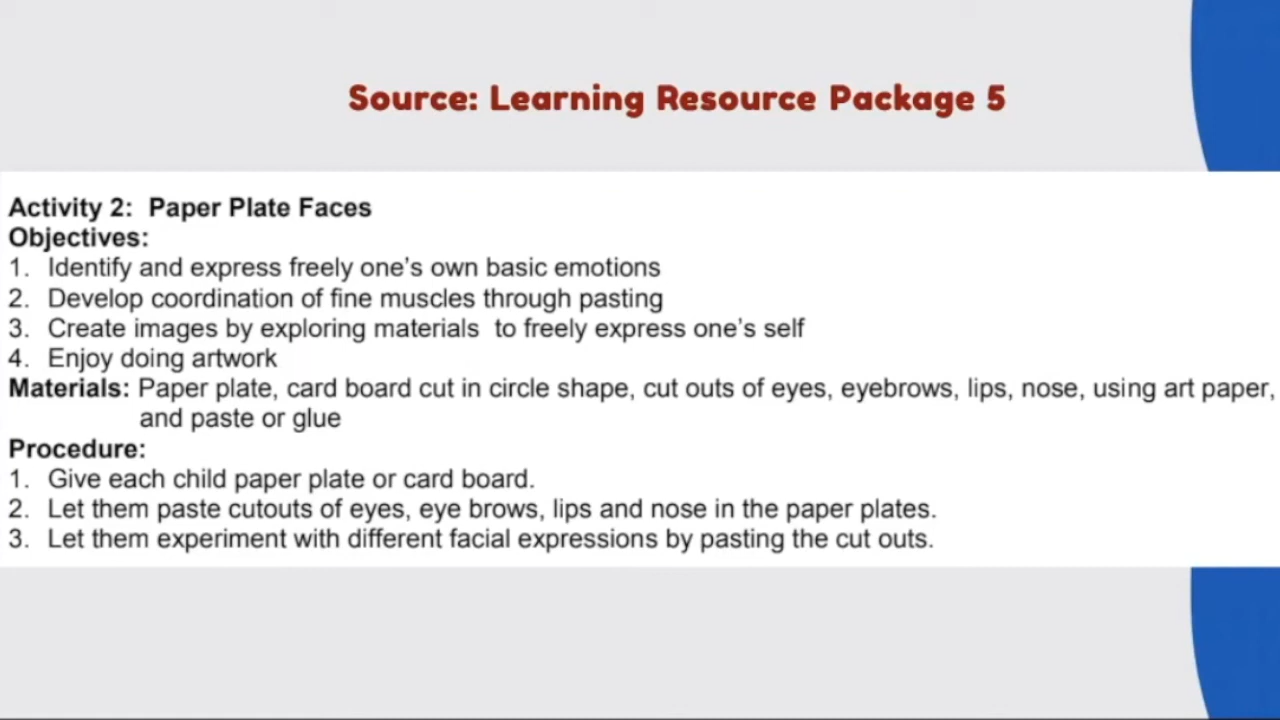 Source: Learning Resource Package 5
Activity 2: Paper Plate Faces
Objectives:
1. Identify and express freely one's own basic emotions
2. Develop coordination of fine muscles through pasting
3. Create images by exploring materials to freely express one's self
4. Enjoy doing artwork
Materials: Paper plate, card board cut in circle shape, cut outs of eyes, eyebrows, lips, nose, using art paper,
and paste or glue
Procedure:
1. Give each child paper plate or card board.
2. Let them paste cutouts of eyes, eye brows, lips and nose in the paper plates.
3. Let them experiment with different facial expressions by pasting the cut outs.